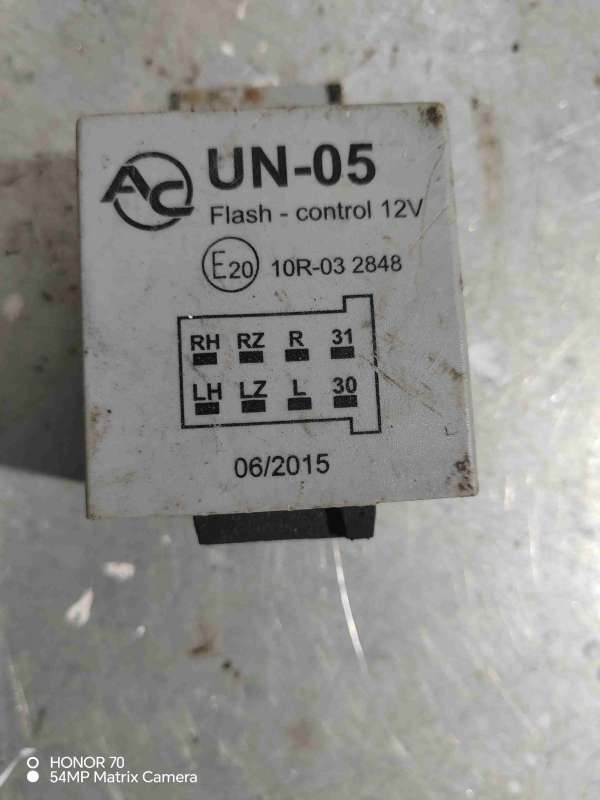 AC UN-05
Flash - control 12V
E20 10R-03 2848
RH RZ R 31
LH LZ L 30
06/2015
HONOR 70
54MP Matrix Camera